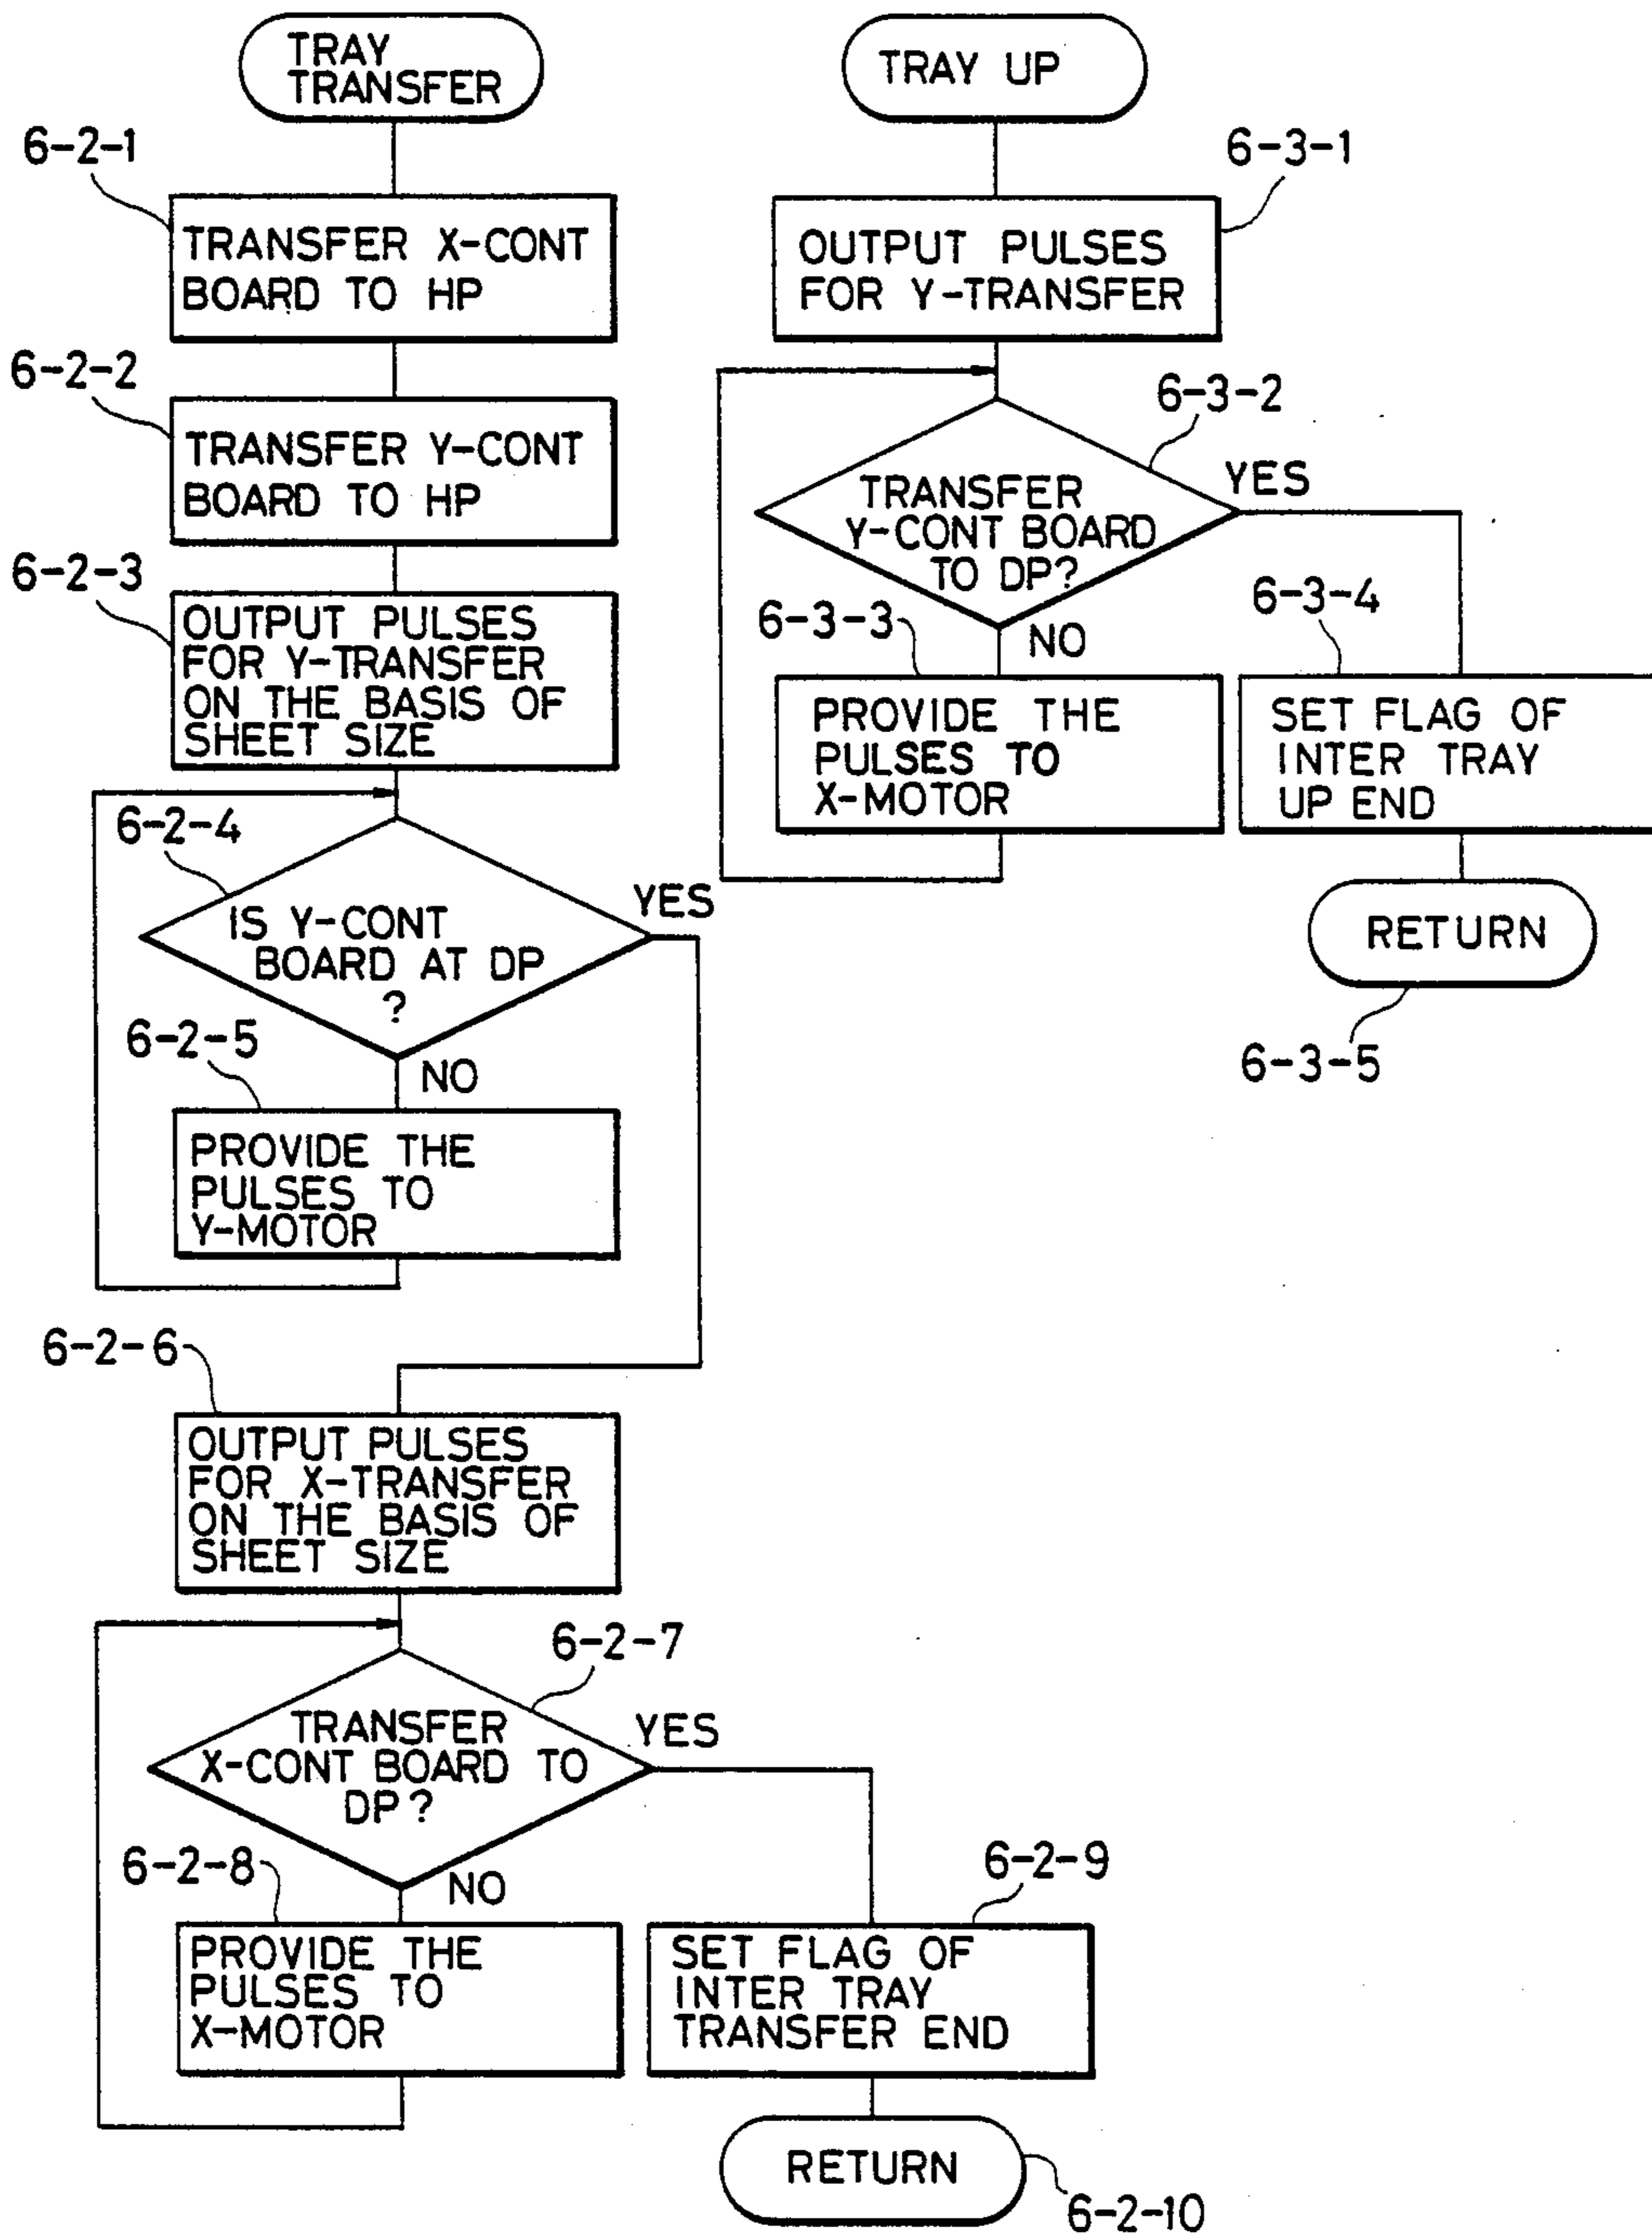 TRAY
TRANSFER
6-2-1
TRANSFER X-CONT
BOARD TO HP
6-2-2
TRANSFER Y-CONT
BOARD TO HP
6-2-3
OUTPUT PULSES
FOR Y-TRANSFER
ON THE BASIS OF
SHEET SIZE
6-2-4
IS Y-CONT
BOARD AT DP
?
YES
6-2-5
NO
PROVIDE THE
PULSES TO
Y-MOTOR
6-2-6
OUTPUT PULSES
FOR X-TRANSFER
ON THE BASIS OF
SHEET SIZE
6-2-7
TRANSFER
X-CONT BOARD TO
DP?
YES
6-2-8
NO
PROVIDE THE
PULSES TO
X-MOTOR
6-2-9
SET FLAG OF
INTER TRAY
TRANSFER END
RETURN
6-2-10
TRAY UP
6-3-1
OUTPUT PULSES
FOR Y-TRANSFER
6-3-2
TRANSFER
Y-CONT BOARD
TO DP?
YES
6-3-3
NO
PROVIDE THE
PULSES TO
X-MOTOR
6-3-4
SET FLAG OF
INTER TRAY
UP END
RETURN
6-3-5